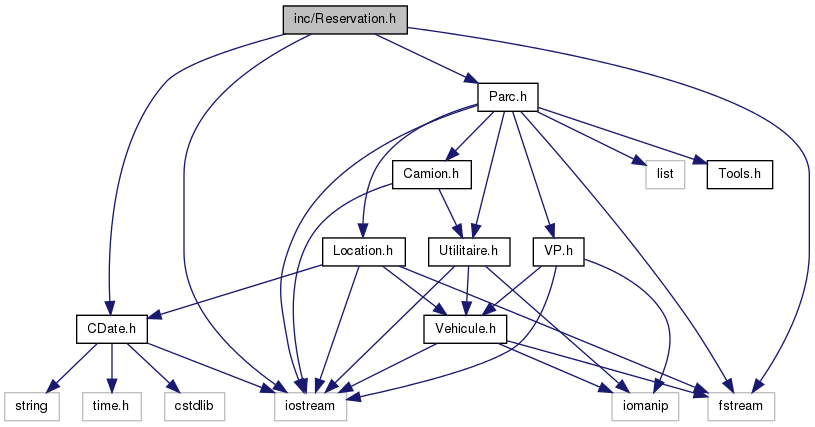 inc/Reservation.h
Parc.h
Camion.h
list
Tools.h
Location.h
Utilitaire.h
VP.h
CDate.h
Vehicule.h
string
time.h
cstdlib
iostream
iomanip
fstream